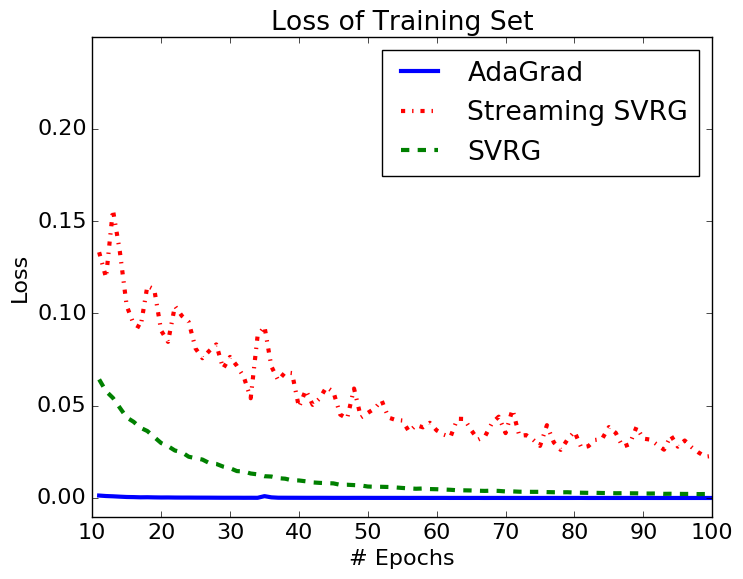 Loss of Training Set
AdaGrad
Streaming SVRG
SVRG
0.20
0.15
0.10
0.05
0.00
Loss
10 20 30 40 50 60 70 80 90 100
# Epochs